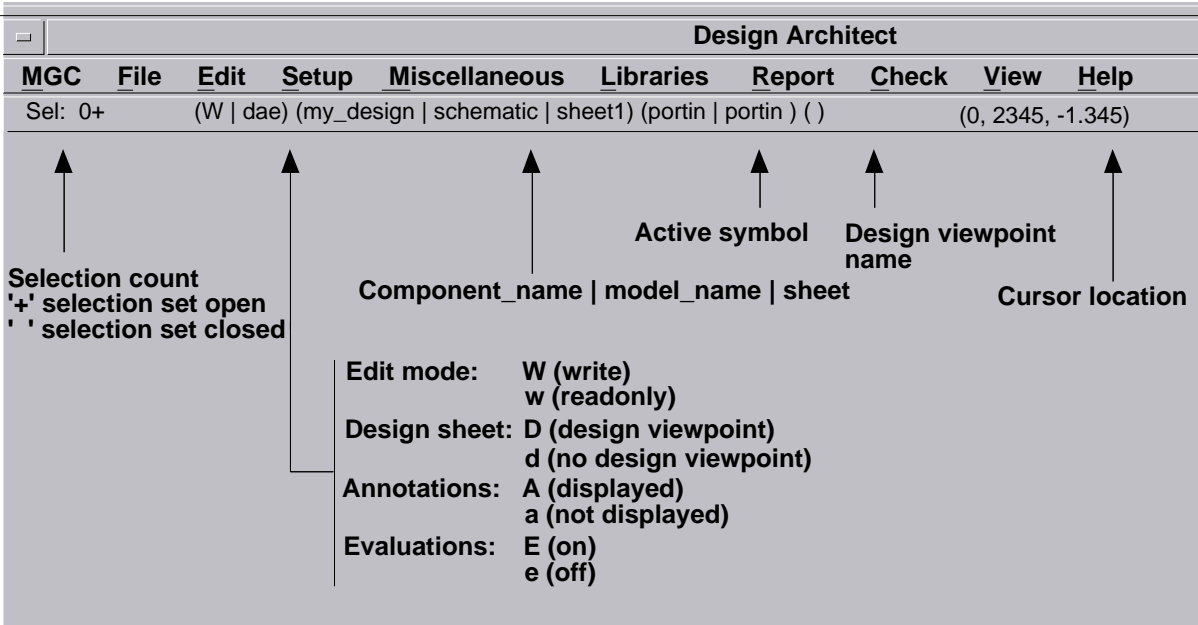 Design Architect
MGC File Edit Setup Miscellaneous Libraries Report Check View Help
Sel: 0+ (W | dae) (my_design | schematic | sheet1) (portin | portin ) ( ) (0, 2345, -1.345)
Active symbol
Design viewpoint
name
Selection count
'+' selection set open
' ' selection set closed
Component_name | model_name | sheet
Cursor location
Edit mode: W (write)
w (readonly)
Design sheet: D (design viewpoint)
d (no design viewpoint)
Annotations: A (displayed)
a (not displayed)
Evaluations: E (on)
e (off)